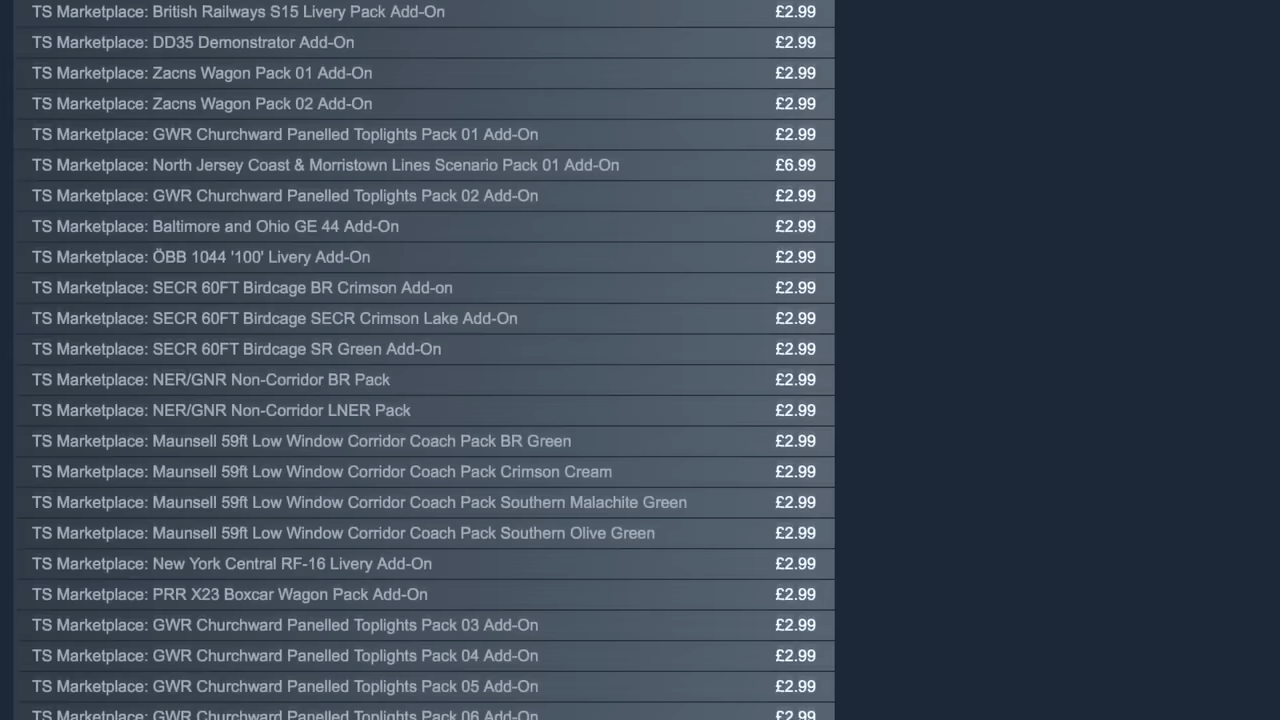 TS Marketplace: British Railways S15 Livery Pack Add-On £2.99
TS Marketplace: DD35 Demonstrator Add-On £2.99
TS Marketplace: Zacns Wagon Pack 01 Add-On £2.99
TS Marketplace: Zacns Wagon Pack 02 Add-On £2.99
TS Marketplace: GWR Churchward Panelled Toplights Pack 01 Add-On £2.99
TS Marketplace: North Jersey Coast & Morristown Lines Scenario Pack 01 Add-On £6.99
TS Marketplace: GWR Churchward Panelled Toplights Pack 02 Add-On £2.99
TS Marketplace: Baltimore and Ohio GE 44 Add-On £2.99
TS Marketplace: ÖBB 1044 '100' Livery Add-On £2.99
TS Marketplace: SECR 60FT Birdcage BR Crimson Add-on £2.99
TS Marketplace: SECR 60FT Birdcage SECR Crimson Lake Add-On £2.99
TS Marketplace: SECR 60FT Birdcage SR Green Add-On £2.99
TS Marketplace: NER/GNR Non-Corridor BR Pack £2.99
TS Marketplace: NER/GNR Non-Corridor LNER Pack £2.99
TS Marketplace: Maunsell 59ft Low Window Corridor Coach Pack BR Green £2.99
TS Marketplace: Maunsell 59ft Low Window Corridor Coach Pack Crimson Cream £2.99
TS Marketplace: Maunsell 59ft Low Window Corridor Coach Pack Southern Malachite Green £2.99
TS Marketplace: Maunsell 59ft Low Window Corridor Coach Pack Southern Olive Green £2.99
TS Marketplace: New York Central RF-16 Livery Add-On £2.99
TS Marketplace: PRR X23 Boxcar Wagon Pack Add-On £2.99
TS Marketplace: GWR Churchward Panelled Toplights Pack 03 Add-On £2.99
TS Marketplace: GWR Churchward Panelled Toplights Pack 04 Add-On £2.99
TS Marketplace: GWR Churchward Panelled Toplights Pack 05 Add-On £2.99
TS Marketplace: GWR Churchward Panelled Toplights Pack 06 Add-On £2.99